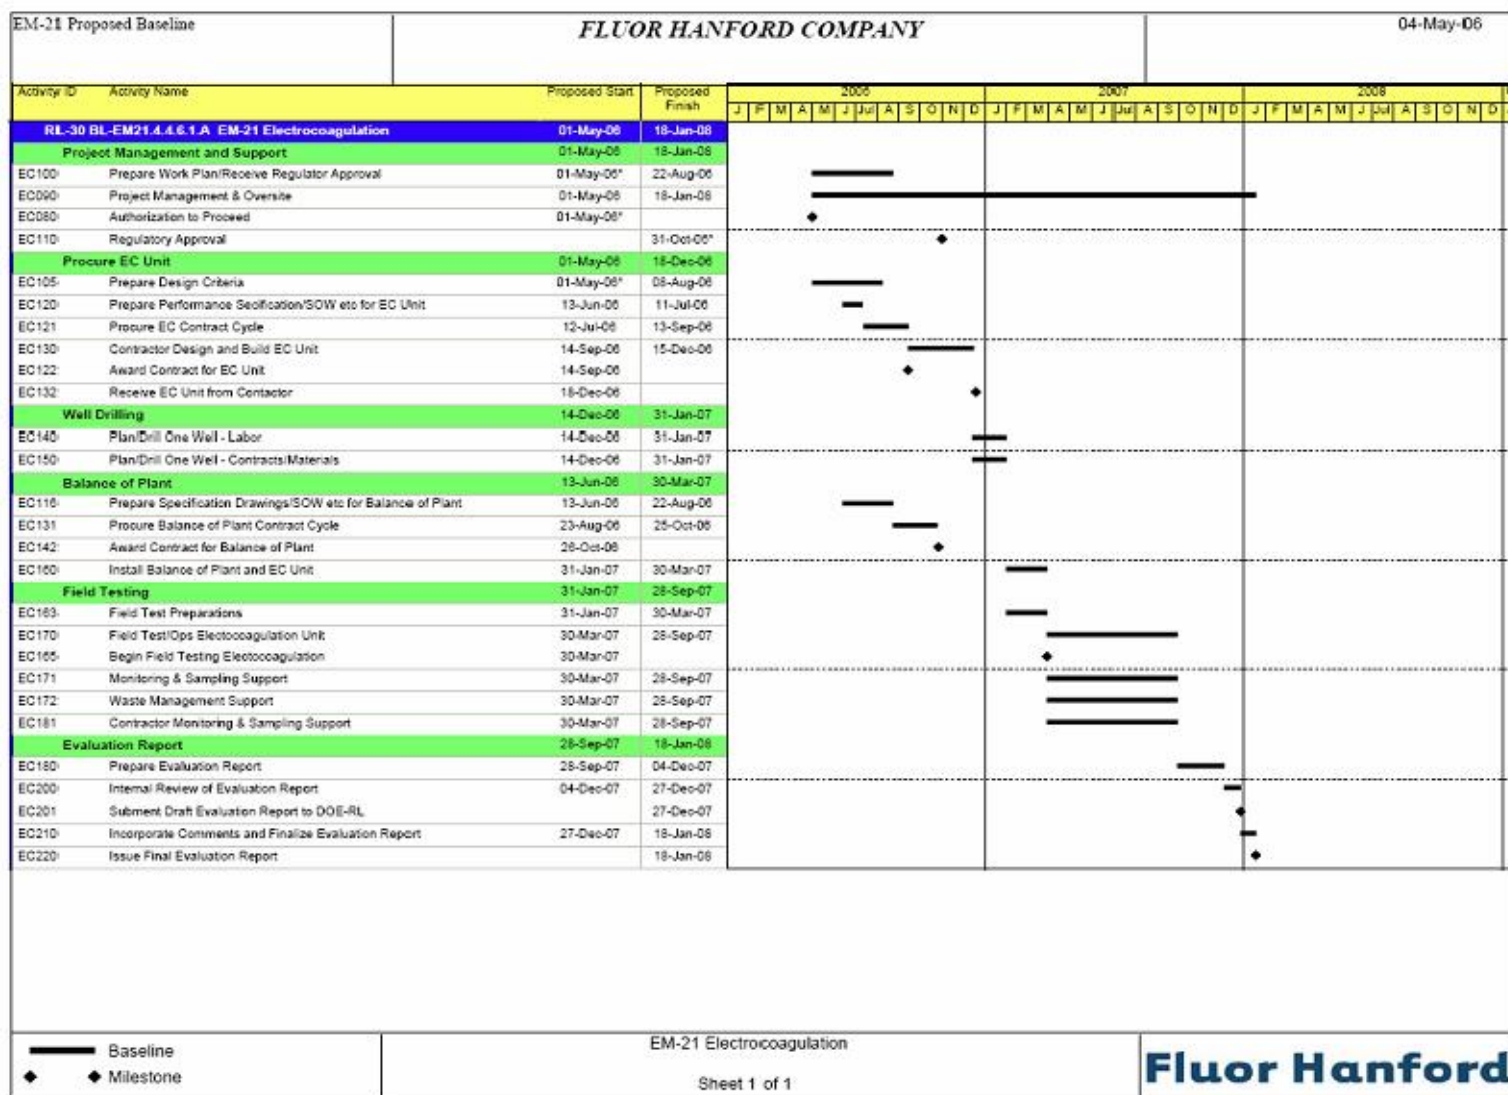 EM-21 Proposed Baseline
FLUOR HANFORD COMPANY
04-May-06
Activity ID Activity Name Proposed Start Proposed Finish 2006 2007 2008
J F M A M J Jul A S O N D J F M A M J Jul A S O N D J F M A M J Jul A S O N D
RL-30 BL-EM21.4.4.6.1.A EM-21 Electrocoagulation 01-May-06 18-Jan-08
Project Management and Support 01-May-06 18-Jan-08
EC100 Prepare Work Plan/Receive Regulator Approval 01-May-06* 22-Aug-06
EC090 Project Management & Oversite 01-May-06 18-Jan-08
EC080 Authorization to Proceed 01-May-06*
EC110 Regulatory Approval 31-Oct-06*
Procure EC Unit 01-May-06 18-Dec-06
EC105 Prepare Design Criteria 01-May-06* 08-Aug-06
EC120 Prepare Performance Secification/SOW etc for EC Unit 13-Jun-06 11-Jul-06
EC121 Procure EC Contract Cycle 12-Jul-06 13-Sep-06
EC130 Contractor Design and Build EC Unit 14-Sep-06 15-Dec-06
EC122 Award Contract for EC Unit 14-Sep-06
EC132 Receive EC Unit from Contactor 18-Dec-06
Well Drilling 14-Dec-06 31-Jan-07
EC140 Plan/Drill One Well - Labor 14-Dec-06 31-Jan-07
EC150 Plan/Drill One Well - Contracts/Materials 14-Dec-06 31-Jan-07
Balance of Plant 13-Jun-06 30-Mar-07
EC116 Prepare Specification Drawings/SOW etc for Balance of Plant 13-Jun-06 22-Aug-06
EC131 Procure Balance of Plant Contract Cycle 23-Aug-06 25-Oct-06
EC142 Award Contract for Balance of Plant 26-Oct-06
EC160 Install Balance of Plant and EC Unit 31-Jan-07 30-Mar-07
Field Testing 31-Jan-07 28-Sep-07
EC163 Field Test Preparations 31-Jan-07 30-Mar-07
EC170 Field Test/Ops Electocoagulation Unit 30-Mar-07 28-Sep-07
EC165 Begin Field Testing Electocoagulation 30-Mar-07
EC171 Monitoring & Sampling Support 30-Mar-07 28-Sep-07
EC172 Waste Management Support 30-Mar-07 28-Sep-07
EC181 Contractor Monitoring & Sampling Support 30-Mar-07 28-Sep-07
Evaluation Report 28-Sep-07 18-Jan-08
EC180 Prepare Evaluation Report 28-Sep-07 04-Dec-07
EC200 Internal Review of Evaluation Report 04-Dec-07 27-Dec-07
EC201 Subment Draft Evaluation Report to DOE-RL 27-Dec-07
EC210 Incorporate Comments and Finalize Evaluation Report 27-Dec-07 18-Jan-08
EC220 Issue Final Evaluation Report 18-Jan-08
Baseline
Milestone
EM-21 Electrocoagulation
Sheet 1 of 1
Fluor Hanford